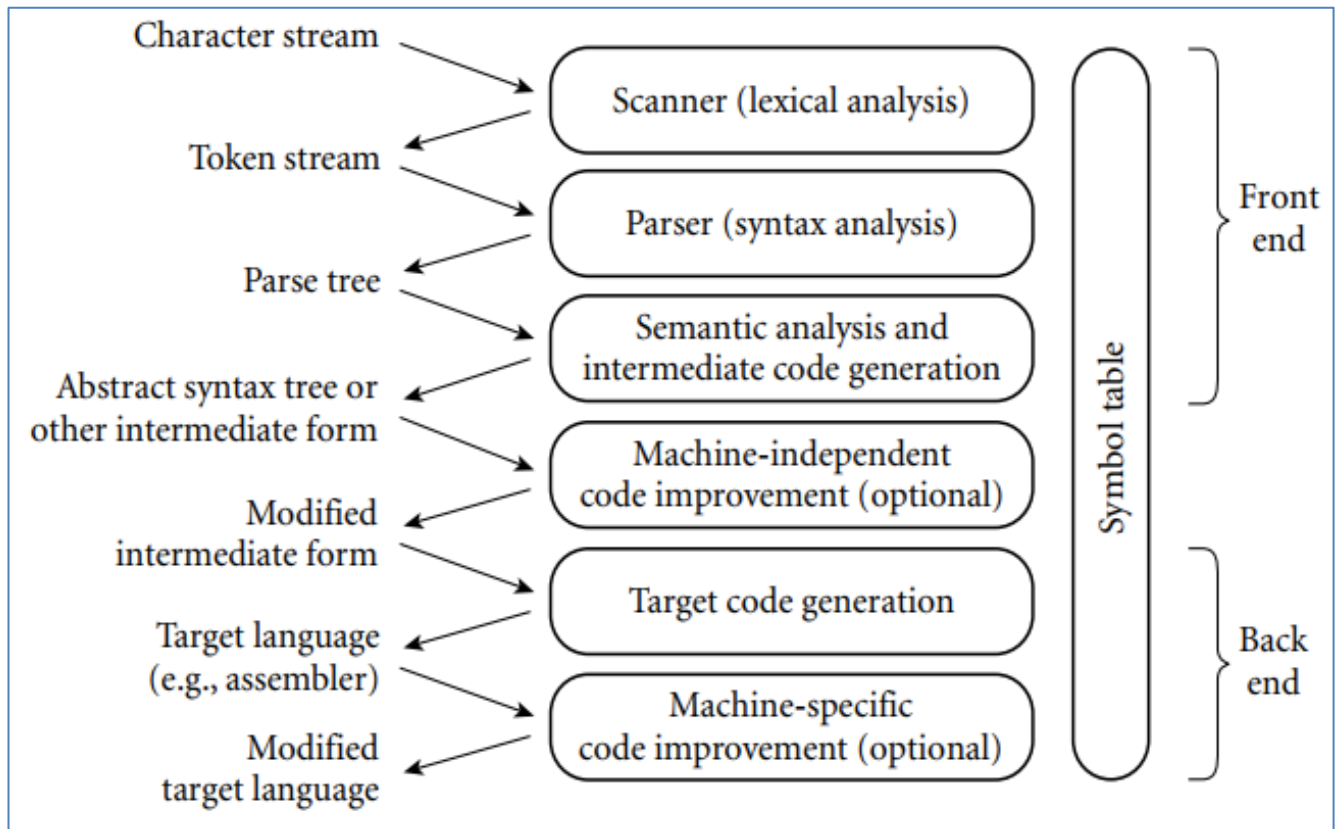 Character stream
Scanner (lexical analysis)
Token stream
Parser (syntax analysis)
Parse tree
Semantic analysis and
intermediate code generation
Abstract syntax tree or
other intermediate form
Machine-independent
code improvement (optional)
Modified
intermediate form
Target code generation
Target language
(e.g., assembler)
Machine-specific
code improvement (optional)
Modified
target language
Symbol table
Front
end
Back
end